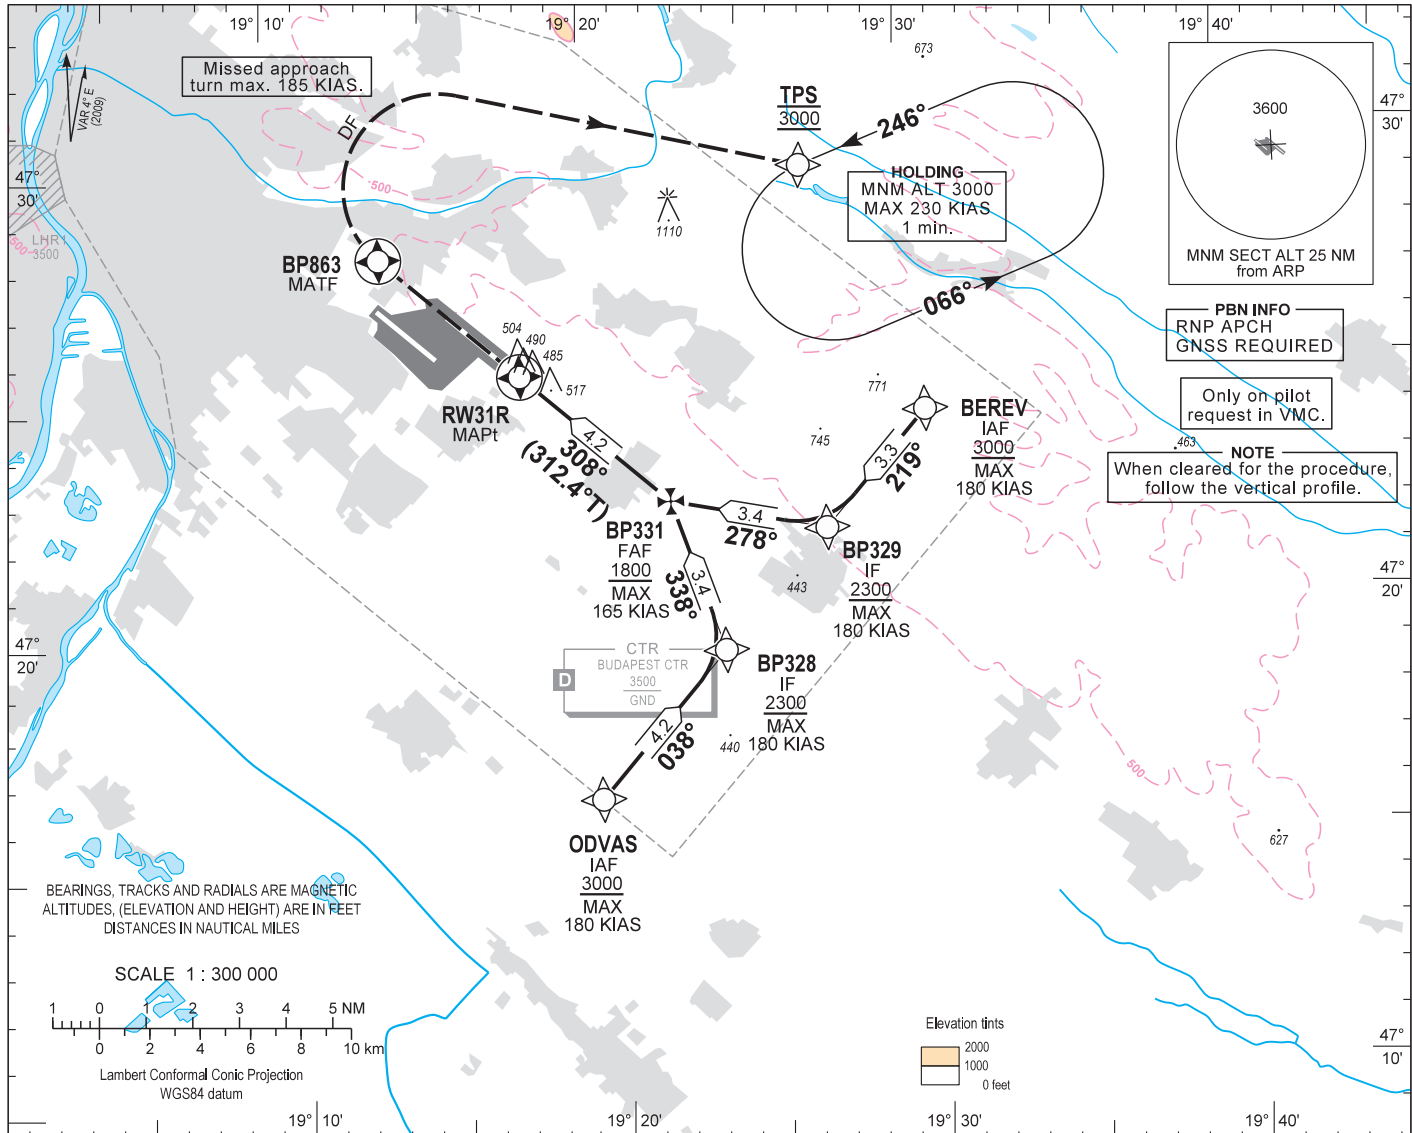 19° 10'
19° 20'
19° 30'
19° 40'
673
Missed approach
turn max. 185 KIAS.
VAR 4° E
(2009)
DF
TPS
3000
246°
3600
47°
30'
MNM SECT ALT 25 NM
from ARP
47°
30'
500
500
LHR1
3500
1110
HOLDING
MNM ALT 3000
MAX 230 KIAS
1 min.
066°
BP863
MATF
PBN INFO
RNP APCH
GNSS REQUIRED
Only on pilot
request in VMC.
NOTE
When cleared for the procedure,
follow the vertical profile.
463
504
490
485
517
RW31R
MAPt
771
745
BEREV
IAF
3000
MAX
180 KIAS
4.2
308°
(312.4°T)
3.3
219°
3.4
278°
BP331
FAF
1800
MAX
165 KIAS
BP329
IF
2300
MAX
180 KIAS
443
47°
20'
47°
20'
3.4
338°
CTR
BUDAPEST CTR
3500
GND
D
BP328
IF
2300
MAX
180 KIAS
440
4.2
038°
500
627
ODVAS
IAF
3000
MAX
180 KIAS
BEARINGS, TRACKS AND RADIALS ARE MAGNETIC
ALTITUDES, (ELEVATION AND HEIGHT) ARE IN FEET
DISTANCES IN NAUTICAL MILES
SCALE 1 : 300 000
1 0 1 2 3 4 5 NM
0 2 4 6 8 10 km
Lambert Conformal Conic Projection
WGS84 datum
Elevation tints
2000
1000
0 feet
47°
10'
19° 10'
19° 20'
19° 30'
19° 40'